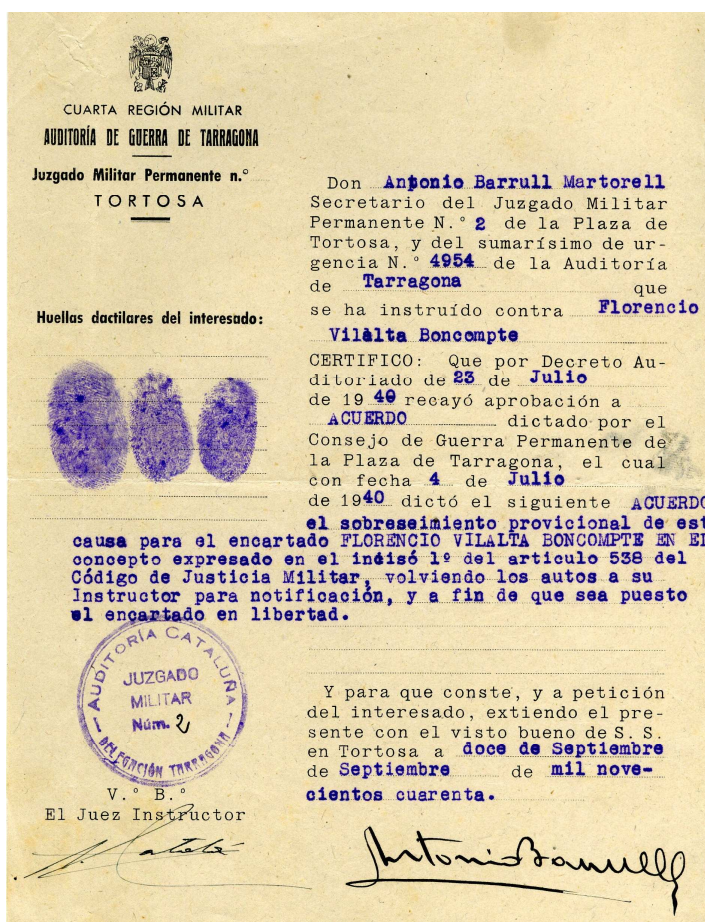 CUARTA REGIÓN MILITAR
AUDITORÍA DE GUERRA DE TARRAGONA
Juzgado Militar Permanente n.°
TORTOSA
Huellas dactilares del interesado:
Don Antonio Barrull Martorell
Secretario del Juzgado Militar
Permanente N.° 2 de la Plaza de
Tortosa, y del sumarísimo de ur-
gencia N.° 4954 de la Auditoría
de Tarragona que
se ha instruído contra Florencio
Vilalta Boncompte
CERTIFICO: Que por Decreto Au-
ditoriado de 23 de Julio
de 1940 recayó aprobación a
ACUERDO dictado por el
Consejo de Guerra Permanente de
la Plaza de Tarragona, el cual
con fecha 4 de Julio
de 1940 dictó el siguiente ACUERDO
el sobreseimiento provicional de est
causa para el encartado FLORENCIO VILALTA BONCOMPTE EN El
concepto expresado en el indisó 1º del articulo 538 del
Código de Justicia Militar, volviendo los autos a su
Instructor para notificación, y a fin de que sea puesto
el encartado en libertad.
AUDITORÍA CATALUÑA
JUZGADO
MILITAR
Núm. 2
DELEGACIÓN TARRAGONA
Y para que conste, y a petición
del interesado, extiendo el pre-
sente con el visto bueno de S. S.
en Tortosa a doce de Septiembre
de Septiembre de mil nove-
cientos cuarenta.
V.° B.°
El Juez Instructor
Antonio Barrull